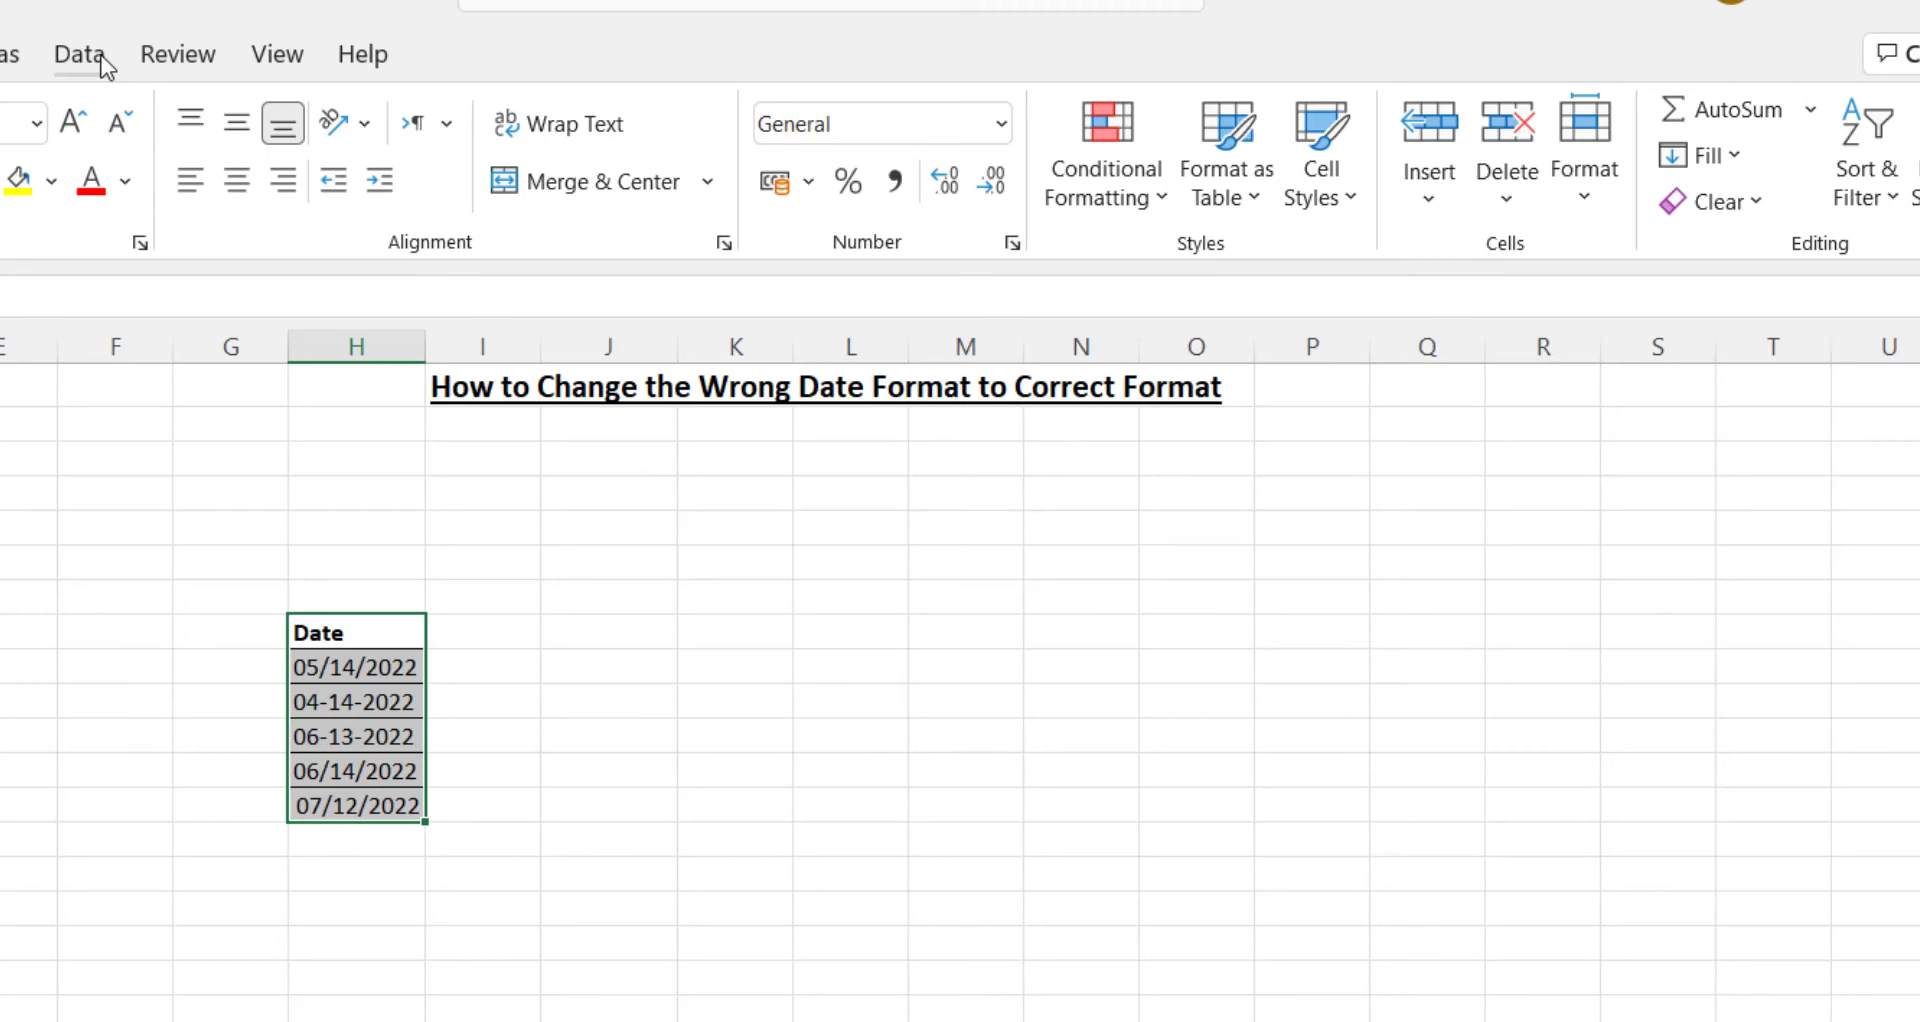 as Data Review View Help C
Wrap Text General AutoSum
Merge & Center Conditional Formatting Format as Table Cell Styles Insert Delete Format Fill Clear Sort & Filter S
Alignment Number Styles Cells Editing
E F G H I J K L M N O P Q R S T U
How to Change the Wrong Date Format to Correct Format
Date
05/14/2022
04-14-2022
06-13-2022
06/14/2022
07/12/2022